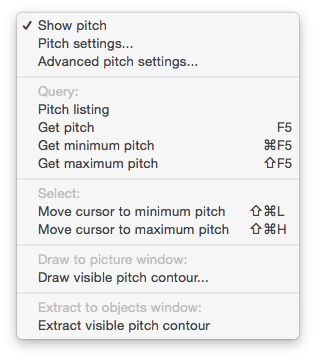 ✓ Show pitch
Pitch settings...
Advanced pitch settings...
Query:
Pitch listing
Get pitch F5
Get minimum pitch ⌘F5
Get maximum pitch ⇧F5
Select:
Move cursor to minimum pitch ⇧⌘L
Move cursor to maximum pitch ⇧⌘H
Draw to picture window:
Draw visible pitch contour...
Extract to objects window:
Extract visible pitch contour